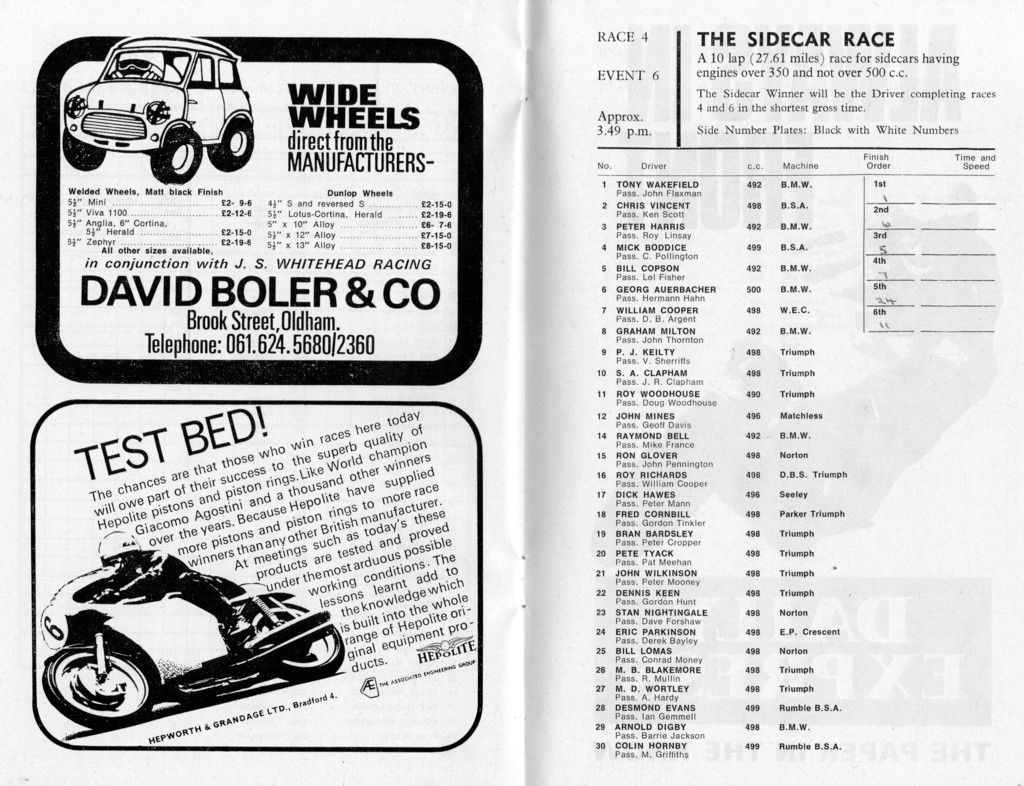 WIDE
WHEELS
direct from the
MANUFACTURERS-
Welded Wheels, Matt black Finish
5½" Mini ........ £2- 9-6
5½" Viva 1100 ........ £2-12-6
5½" Anglia, 6" Cortina,
5½" Herald ........ £2-15-0
5½" Zephyr ........ £2-19-6
All other sizes available,
Dunlop Wheels
4½" S and reversed S ........ £2-15-0
5½" Lotus-Cortina, Herald ........ £2-19-6
5" x 10" Alloy ........ £6- 7-6
5½" x 12" Alloy ........ £7-15-0
5½" x 13" Alloy ........ £8-15-0
in conjunction with J. S. WHITEHEAD RACING
DAVID BOLER & CO
Brook Street, Oldham.
Telephone: 061.624.5680/2360
TEST BED!
The chances are that those who win races here today
will owe part of their success to the superb quality of
Hepolite pistons and piston rings. Like World champion
Giacomo Agostini and a thousand other winners
over the years. Because Hepolite have supplied
more pistons and piston rings to more race
winners than any other British manufacturer.
At meetings such as today's these
products are tested and proved
under the most arduous possible
working conditions. The
lessons learnt add to
the knowledge which
is built into the whole
range of Hepolite ori-
ginal equipment pro-
ducts.
6
HEPOLITE
AE THE ASSOCIATED ENGINEERING GROUP
HEPWORTH & GRANDAGE LTD., Bradford 4.
RACE 4
EVENT 6
Approx.
3.49 p.m.
THE SIDECAR RACE
A 10 lap (27.61 miles) race for sidecars having
engines over 350 and not over 500 c.c.
The Sidecar Winner will be the Driver completing races
4 and 6 in the shortest gross time.
Side Number Plates: Black with White Numbers
No. Driver c.c. Machine Finish Order Time and Speed
1 TONY WAKEFIELD 492 B.M.W.
Pass. John Flaxman
2 CHRIS VINCENT 498 B.S.A.
Pass. Ken Scott
3 PETER HARRIS 492 B.M.W.
Pass. Roy Linsay
4 MICK BODDICE 499 B.S.A.
Pass. C. Pollington
5 BILL COPSON 492 B.M.W.
Pass. Lol Fisher
6 GEORG AUERBACHER 500 B.M.W.
Pass. Hermann Hahn
7 WILLIAM COOPER 498 W.E.C.
Pass. D. B. Argent
8 GRAHAM MILTON 492 B.M.W.
Pass. John Thornton
9 P. J. KEILTY 498 Triumph
Pass. V. Sherriffs
10 S. A. CLAPHAM 498 Triumph
Pass. J. R. Clapham
11 ROY WOODHOUSE 490 Triumph
Pass. Doug Woodhouse
12 JOHN MINES 496 Matchless
Pass. Geoff Davis
14 RAYMOND BELL 492 B.M.W.
Pass. Mike France
15 RON GLOVER 498 Norton
Pass. John Pennington
16 ROY RICHARDS 498 D.B.S. Triumph
Pass. William Cooper
17 DICK HAWES 496 Seeley
Pass. Peter Mann
18 FRED CORNBILL 498 Parker Triumph
Pass. Gordon Tinkler
19 BRAN BARDSLEY 498 Triumph
Pass. Peter Cropper
20 PETE TYACK 498 Triumph
Pass. Pat Meehan
21 JOHN WILKINSON 498 Triumph
Pass. Peter Mooney
22 DENNIS KEEN 498 Triumph
Pass. Gordon Hunt
23 STAN NIGHTINGALE 498 Norton
Pass. Dave Forshaw
24 ERIC PARKINSON 498 E.P. Crescent
Pass. Derek Bayley
25 BILL LOMAS 498 Norton
Pass. Conrad Money
26 M. B. BLAKEMORE 498 Triumph
Pass. R. Mullin
27 M. D. WORTLEY 498 Triumph
Pass. A. Hardy
28 DESMOND EVANS 499 Rumble B.S.A.
Pass. Ian Gemmell
29 ARNOLD DIGBY 498 B.M.W.
Pass. Barrie Jackson
30 COLIN HORNBY 499 Rumble B.S.A.
Pass. M. Griffiths
1st
1
2nd
6
3rd
5
4th
7
5th
24
6th
11